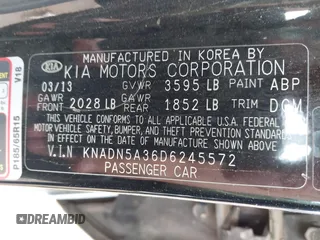 MANUFACTURED IN KOREA BY
KIA KIA MOTORS CORPORATION
03/13 GVWR 3595 LB PAINT ABP
GAWR FRONT 2028 LB GAWR REAR 1852 LB TRIM DGM
THIS VEHICLE CONFORMS TO ALL APPLICABLE U.S.A. FEDERAL
MOTOR VEHICLE SAFETY, BUMPER, AND THEFT PREVENTION
STANDARDS IN EFFECT ON THE DATE OF MANUFACTURE
SHOWN ABOVE.
V.I.N KNADN5A36D6245572
PASSENGER CAR
V18
P185/65R15
DRIVE & BID